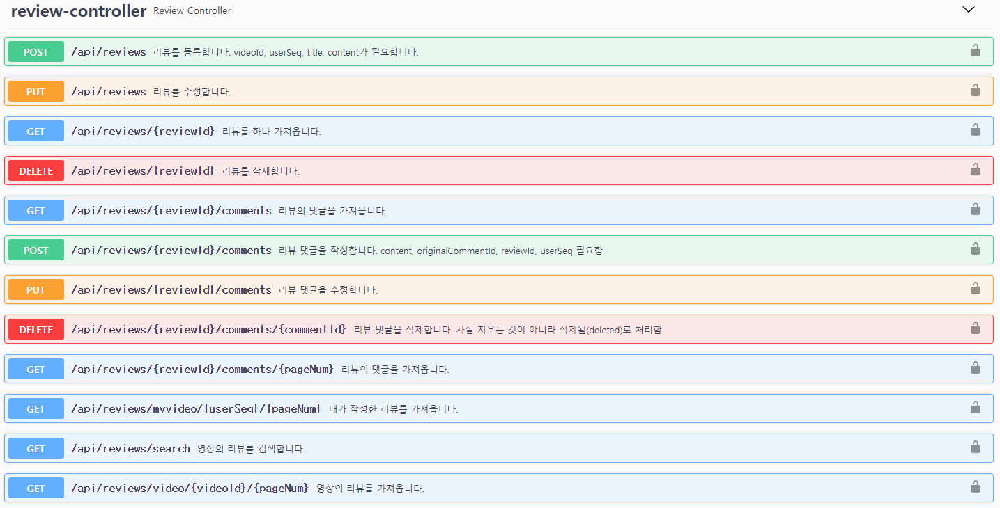 review-controller Review Controller
POST /api/reviews 리뷰를 등록합니다. videoId, userSeq, title, content가 필요합니다.
PUT /api/reviews 리뷰를 수정합니다.
GET /api/reviews/{reviewId} 리뷰를 하나 가져옵니다.
DELETE /api/reviews/{reviewId} 리뷰를 삭제합니다.
GET /api/reviews/{reviewId}/comments 리뷰의 댓글을 가져옵니다.
POST /api/reviews/{reviewId}/comments 리뷰 댓글을 작성합니다. content, originalCommentId, reviewId, userSeq 필요함
PUT /api/reviews/{reviewId}/comments 리뷰 댓글을 수정합니다.
DELETE /api/reviews/{reviewId}/comments/{commentId} 리뷰 댓글을 삭제합니다. 사실 지우는 것이 아니라 삭제됨(deleted)로 처리함
GET /api/reviews/{reviewId}/comments/{pageNum} 리뷰의 댓글을 가져옵니다.
GET /api/reviews/myvideo/{userSeq}/{pageNum} 내가 작성한 리뷰를 가져옵니다.
GET /api/reviews/search 영상의 리뷰를 검색합니다.
GET /api/reviews/video/{videoId}/{pageNum} 영상의 리뷰를 가져옵니다.